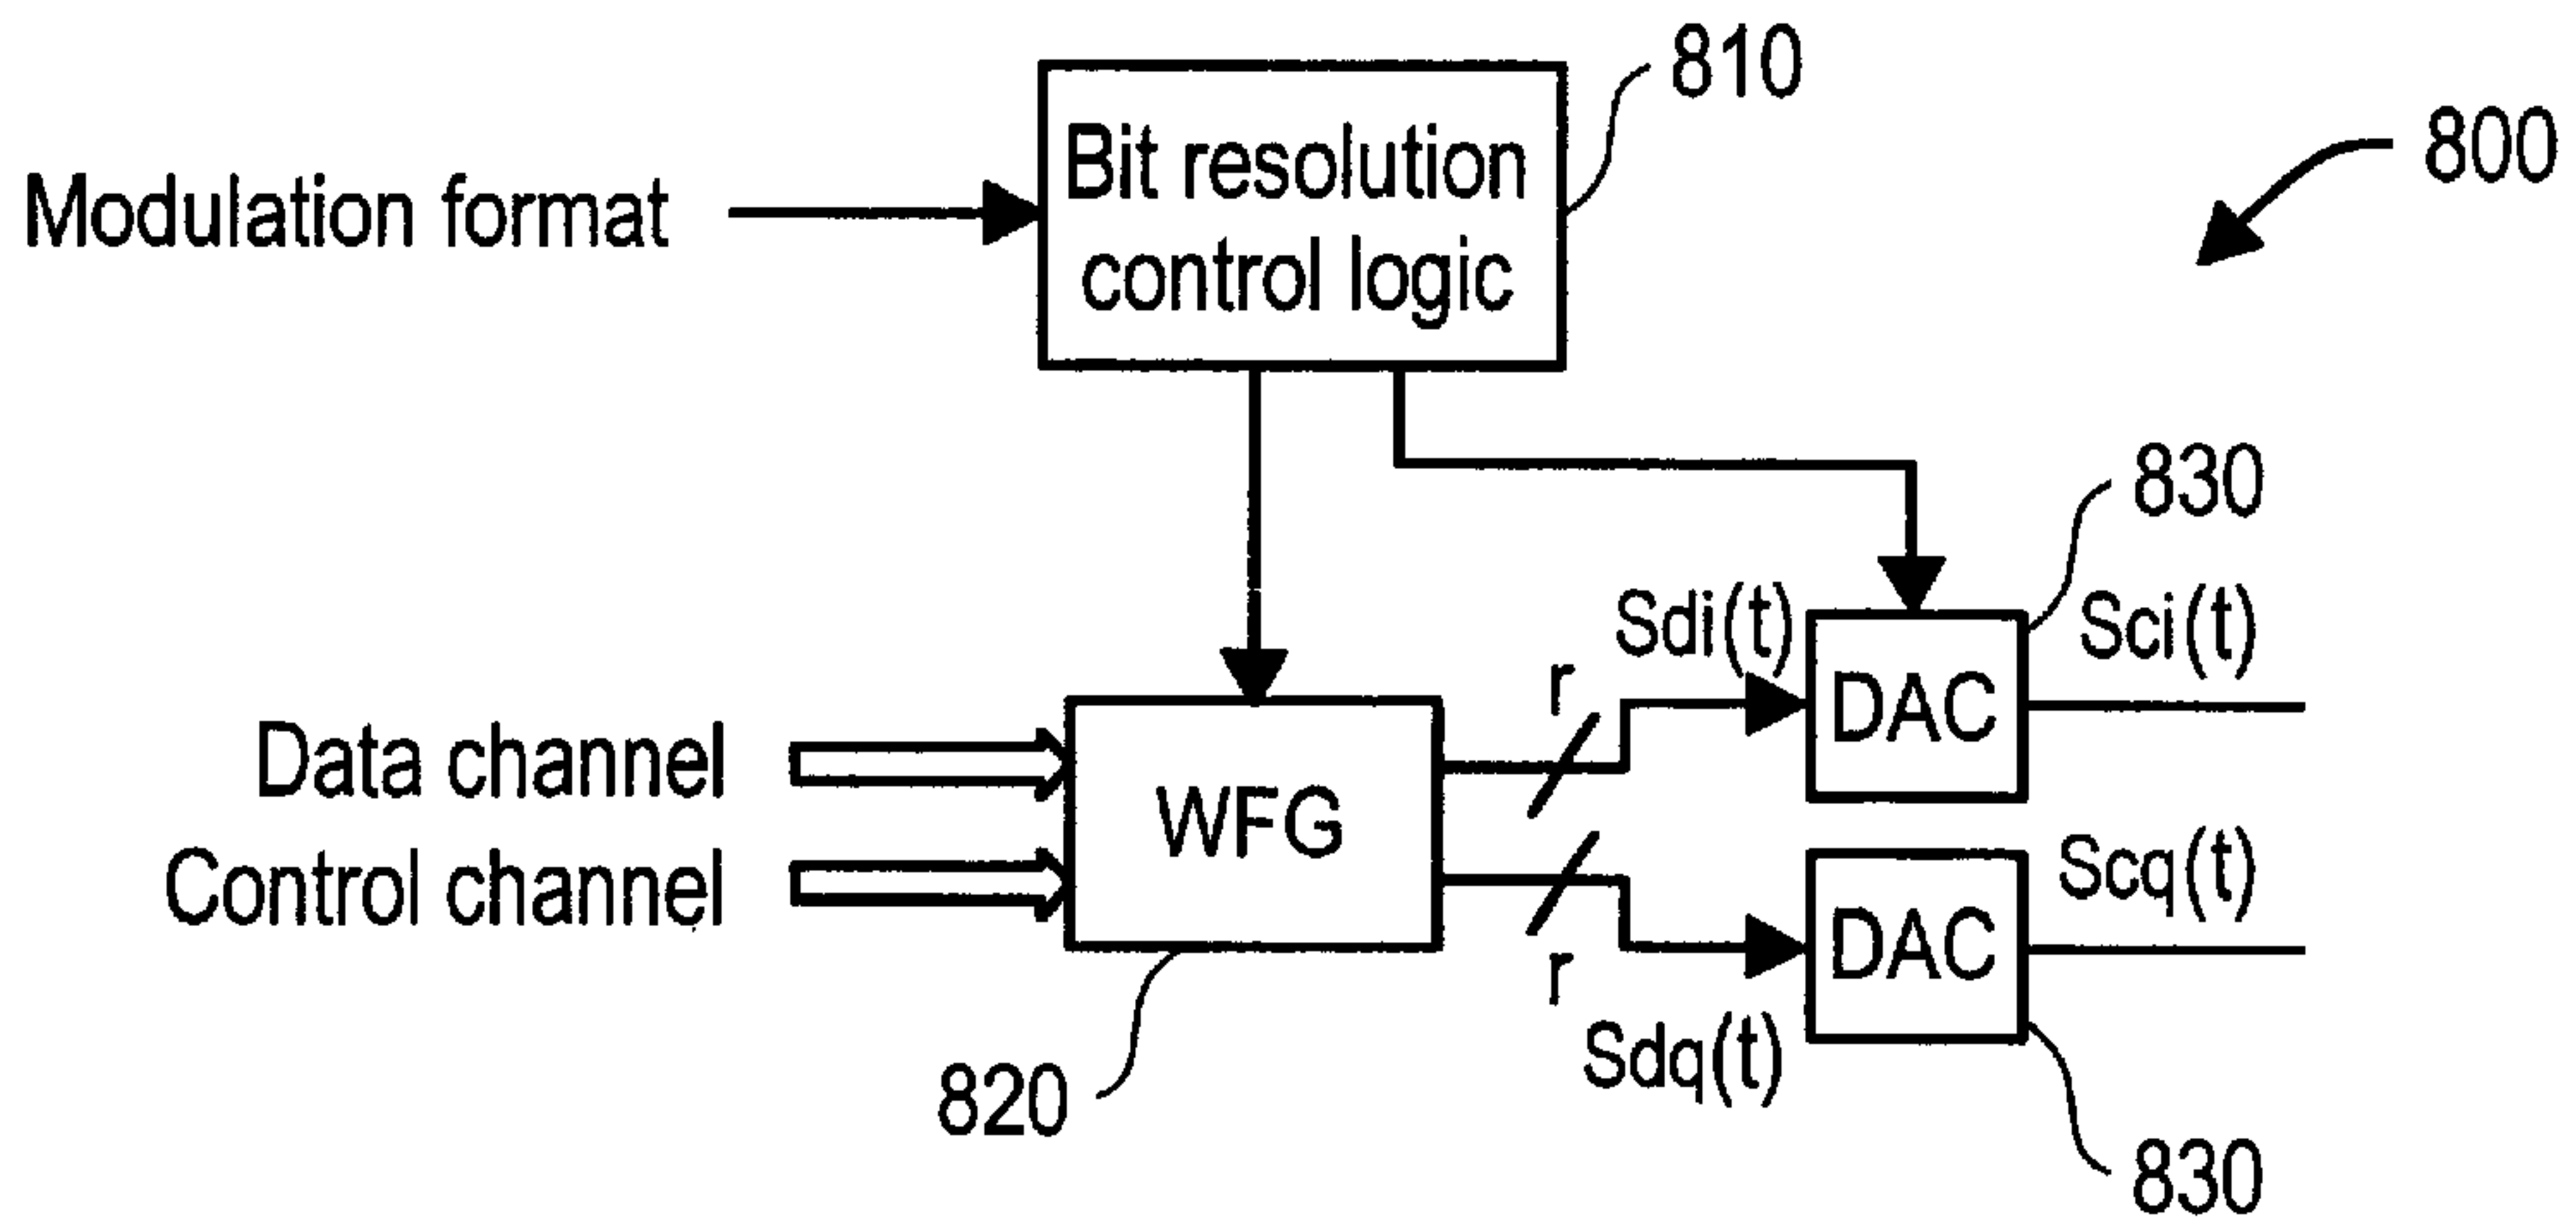 810
800
Bit resolution
control logic
Modulation format
830
Sdi(t)
Sci(t)
r
DAC
Data channel
WFG
Control channel
Scq(t)
DAC
r
Sdq(t)
820
830